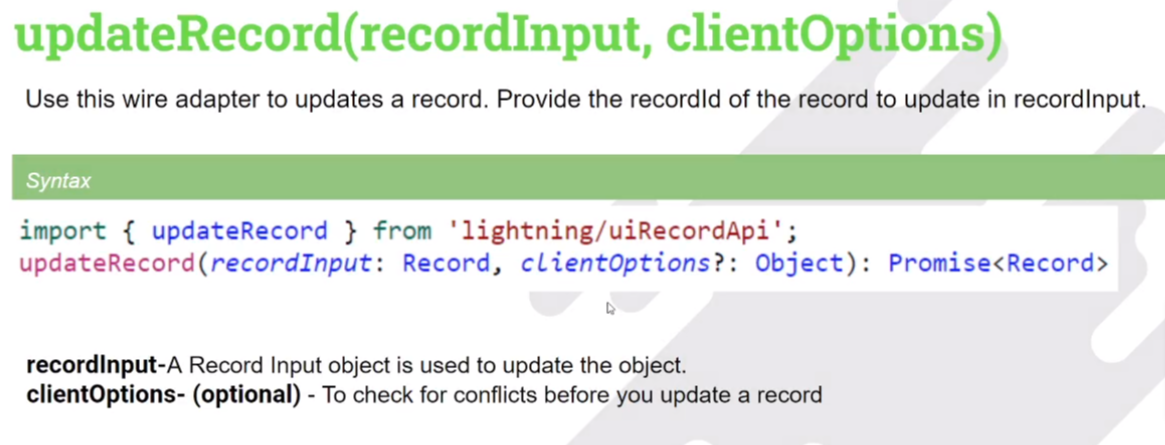 updateRecord(recordInput, clientOptions)
Use this wire adapter to updates a record. Provide the recordId of the record to update in recordInput.
Syntax
import { updateRecord } from 'lightning/uiRecordApi';
updateRecord(recordInput: Record, clientOptions?: Object): Promise<Record>
recordInput-A Record Input object is used to update the object.
clientOptions- (optional) - To check for conflicts before you update a record